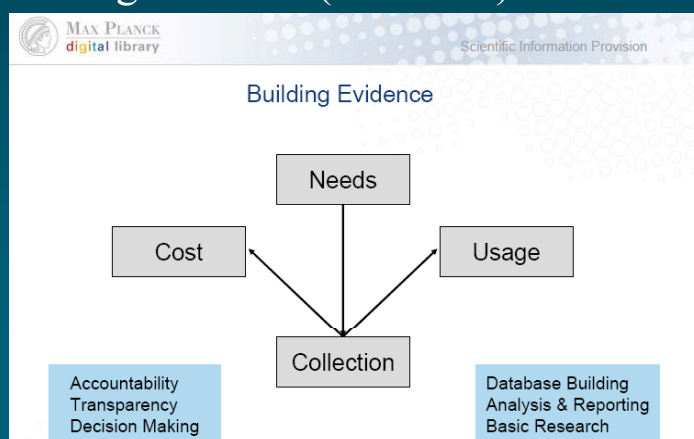 MAX PLANCK
digital library
Scientific Information Provision
Building Evidence
Needs
Cost
Usage
Collection
Accountability
Transparency
Decision Making
Database Building
Analysis & Reporting
Basic Research